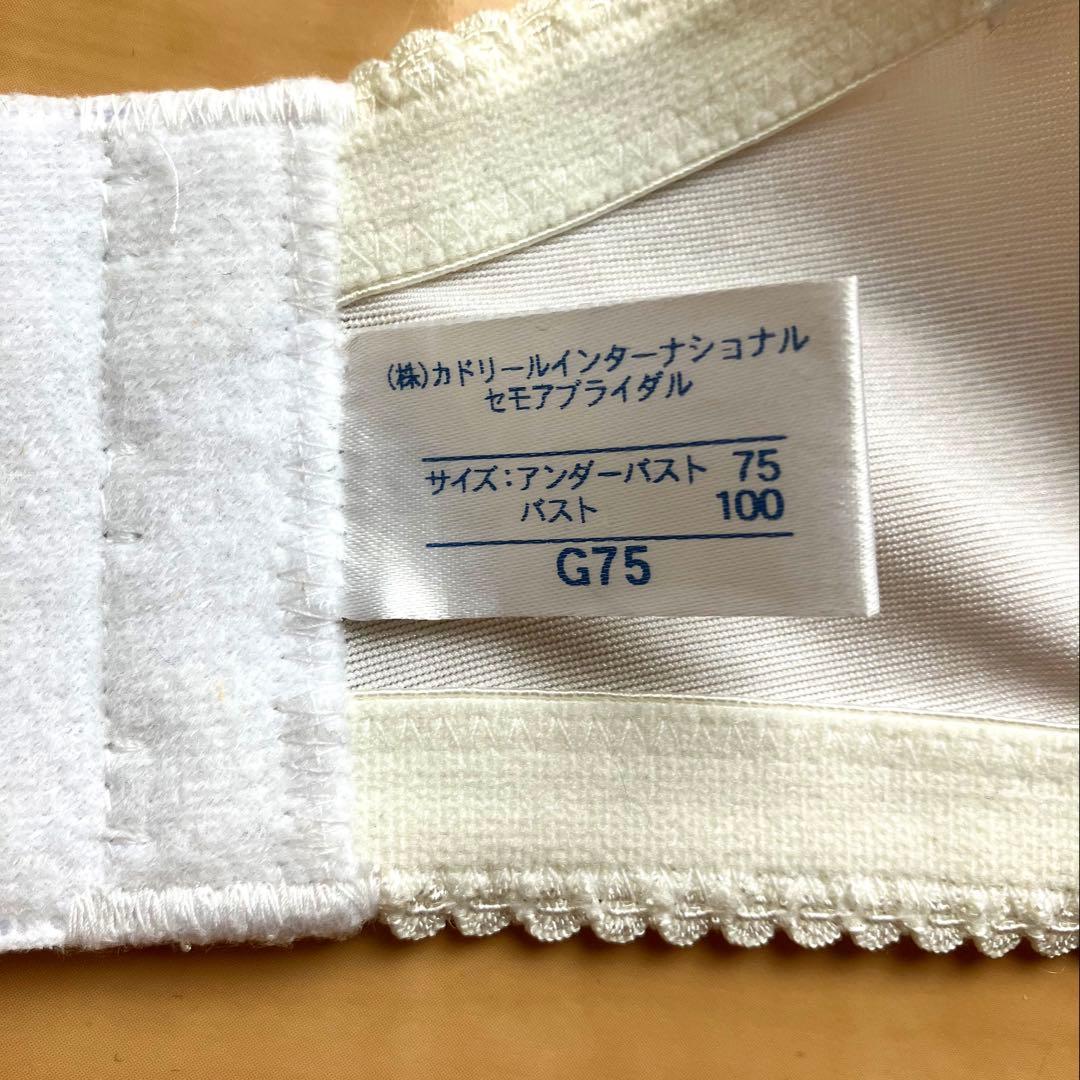 (株)カドリールインターナショナル
セモアブライダル
サイズ:アンダーバスト 75
バスト 100
G75